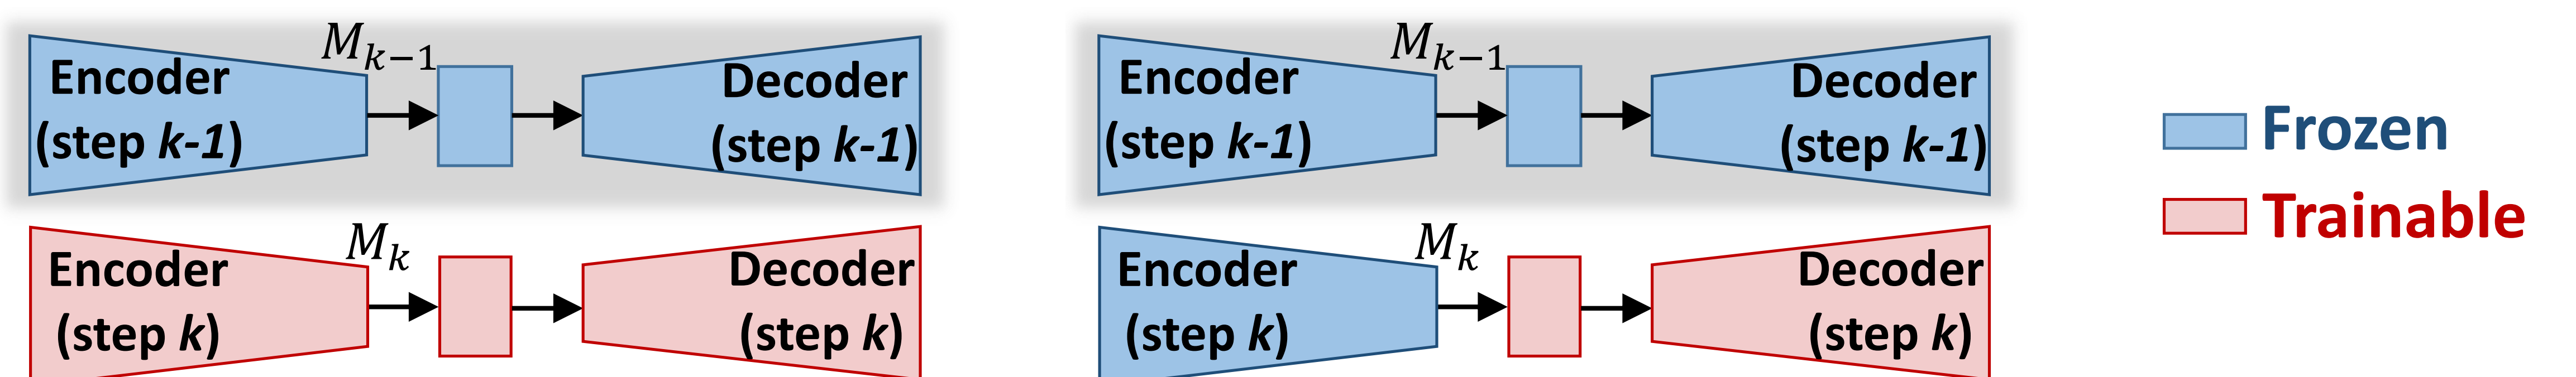 M_{k-1}
Encoder
(step k-1)
Decoder
(step k-1)
M_k
Encoder
(step k)
Decoder
(step k)
M_{k-1}
Encoder
(step k-1)
Decoder
(step k-1)
M_k
Encoder
(step k)
Decoder
(step k)
Frozen
Trainable